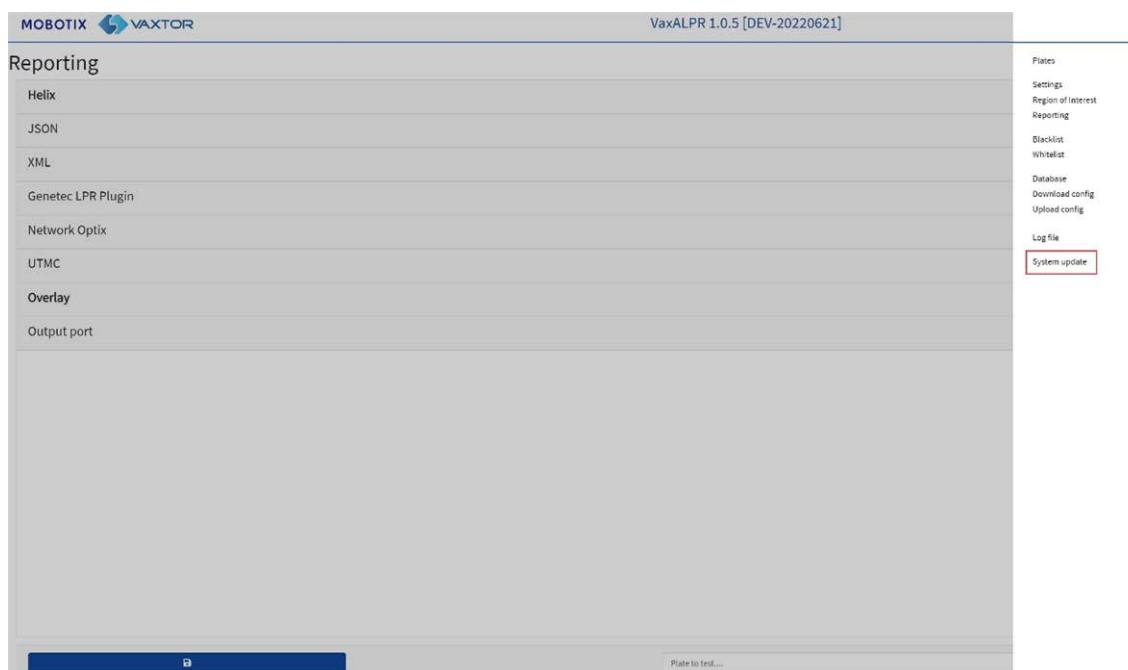 MOBOTIX VAXTOR
VaxALPR 1.0.5 [DEV-20220621]
Reporting
Helix
JSON
XML
Genetec LPR Plugin
Network Optix
UTMC
Overlay
Output port
Plate to test....
Plates
Settings
Region of Interest
Reporting
Blacklist
Whitelist
Database
Download config
Upload config
Log file
System update